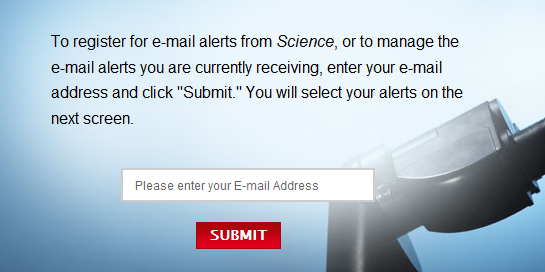 To register for e-mail alerts from Science, or to manage the
e-mail alerts you are currently receiving, enter your e-mail
address and click "Submit." You will select your alerts on the
next screen.
Please enter your E-mail Address
SUBMIT